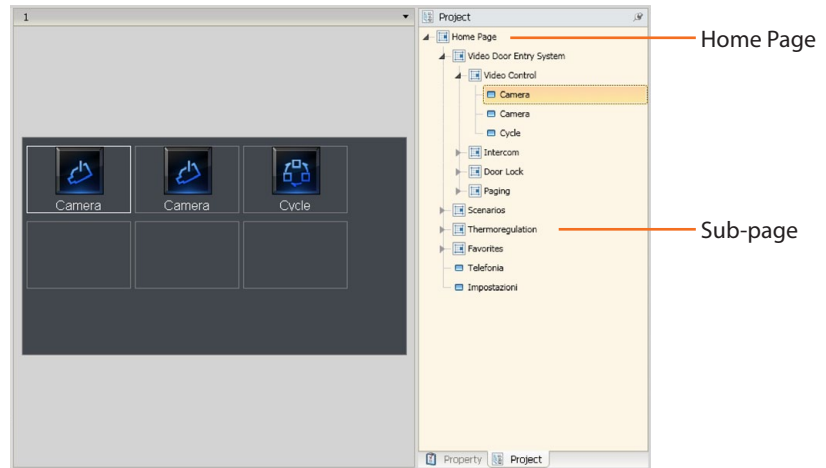 1
Camera
Camera
Cycle
Project
Home Page
Video Door Entry System
Video Control
Camera
Camera
Cycle
Intercom
Door Lock
Paging
Scenarios
Thermoregulation
Favorites
Telefonia
Impostazioni
Property
Project
Home Page
Sub-page